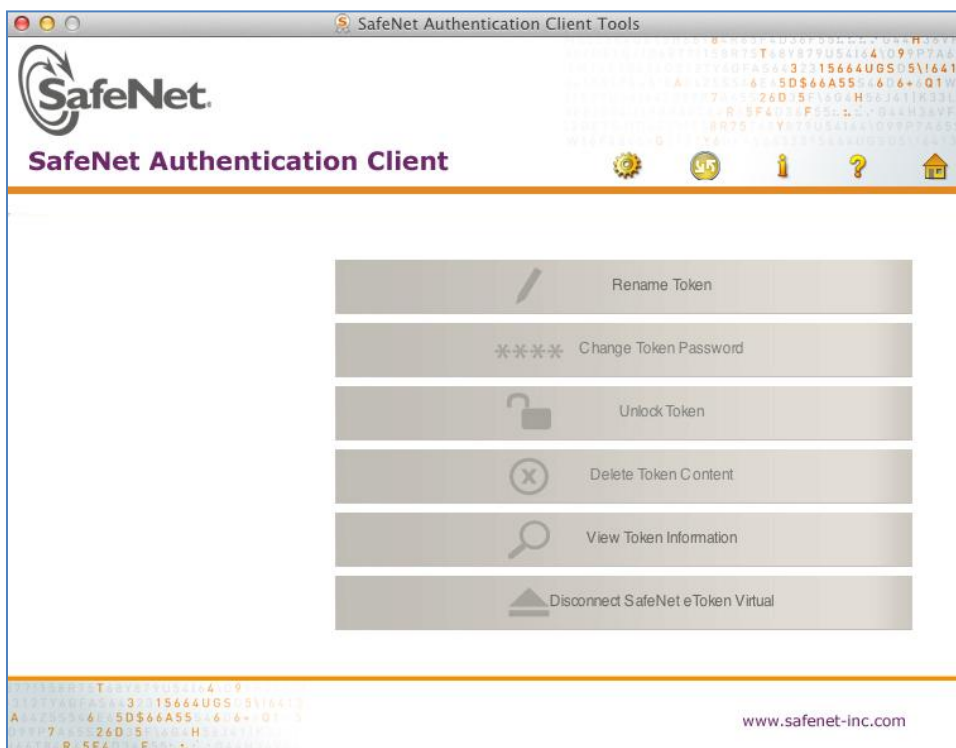 SafeNet Authentication Client Tools
SafeNet.
SafeNet Authentication Client
Rename Token
**** Change Token Password
Unlock Token
Delete Token Content
View Token Information
Disconnect SafeNet eToken Virtual
www.safenet-inc.com